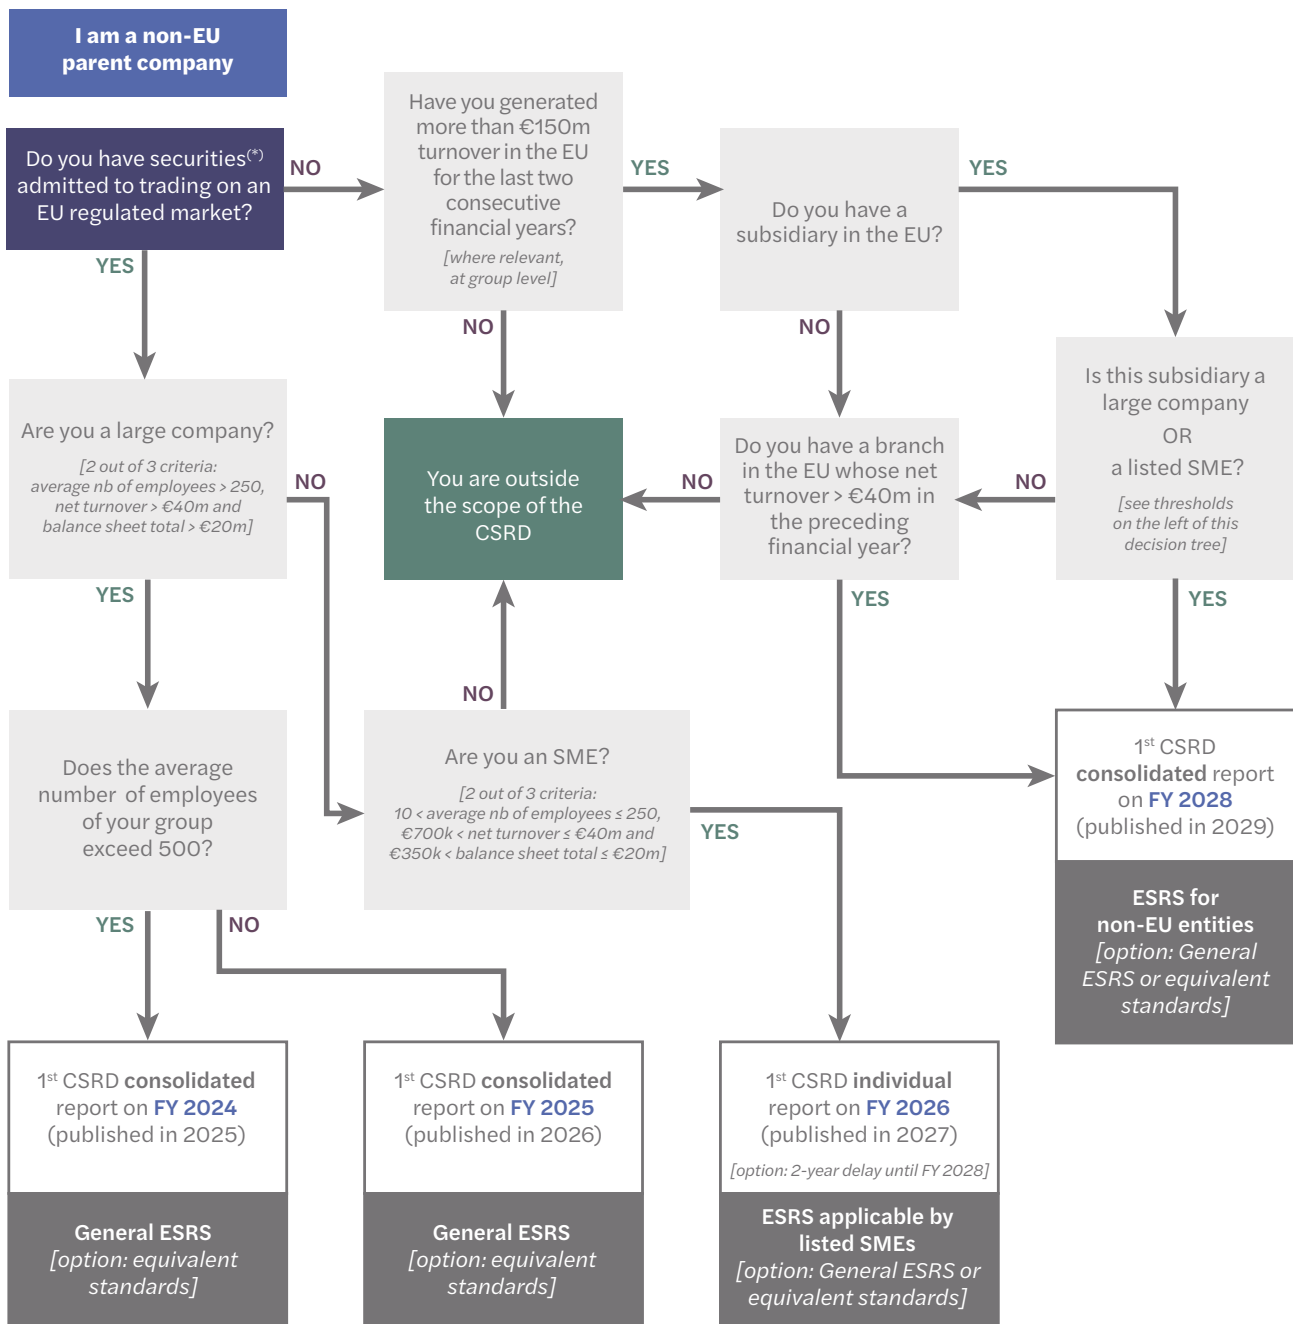 I am a non-EU
parent company
Do you have securities(*)
admitted to trading on an
EU regulated market?
NO
YES
Have you generated
more than €150m
turnover in the EU
for the last two
consecutive
financial years?
[where relevant,
at group level]
YES
NO
Do you have a
subsidiary in the EU?
YES
NO
Is this subsidiary a
large company
OR
a listed SME?
[see thresholds
on the left of this
decision tree]
NO
YES
Are you a large company?
[2 out of 3 criteria:
average nb of employees > 250,
net turnover > €40m and
balance sheet total > €20m]
NO
YES
You are outside
the scope of the
CSRD
Do you have a branch
in the EU whose net
turnover > €40m in
the preceding
financial year?
NO
YES
Does the average
number of employees
of your group
exceed 500?
YES
NO
Are you an SME?
[2 out of 3 criteria:
10 < average nb of employees ≤ 250,
€700k < net turnover ≤ €40m and
€350k < balance sheet total ≤ €20m]
NO
YES
1st CSRD
consolidated report
on FY 2028
(published in 2029)
ESRS for
non-EU entities
[option: General
ESRS or equivalent
standards]
1st CSRD consolidated
report on FY 2024
(published in 2025)
General ESRS
[option: equivalent
standards]
1st CSRD consolidated
report on FY 2025
(published in 2026)
General ESRS
[option: equivalent
standards]
1st CSRD individual
report on FY 2026
(published in 2027)
[option: 2-year delay until FY 2028]
ESRS applicable by
listed SMEs
[option: General ESRS or
equivalent standards]